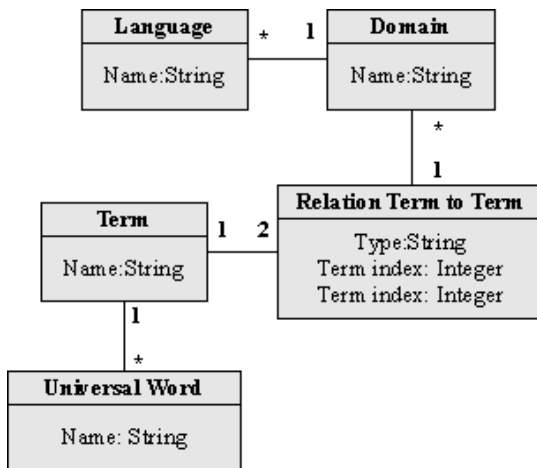 Language
Name:String
*
1
Domain
Name:String
*
1
Relation Term to Term
Type:String
Term index: Integer
Term index: Integer
Term
Name:String
1
2
1
*
Universal Word
Name: String